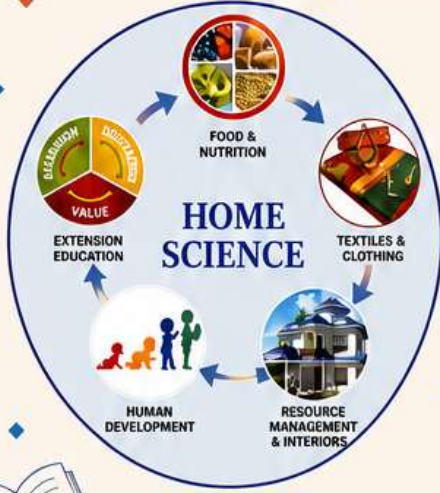 FOOD &
NUTRITION
VALUE
EXTENSION
EDUCATION
HOME
SCIENCE
TEXTILES &
CLOTHING
HUMAN
DEVELOPMENT
RESOURCE
MANAGEMENT
& INTERIORS